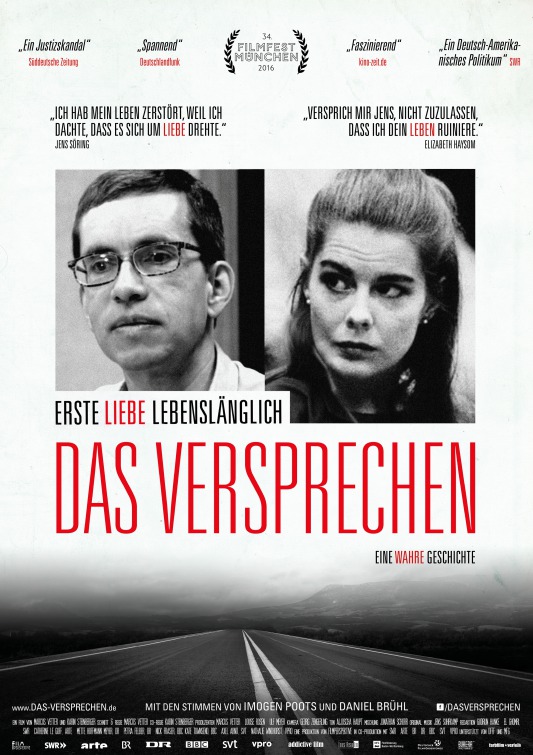 „Ein Justizskandal“
Süddeutsche Zeitung
„Spannend“
Deutschlandfunk
34.
FILMFEST
MÜNCHEN
2016
„Faszinierend“
kino-zeit.de
„Ein Deutsch-Amerika-
nisches Politikum“ SWR
„ICH HAB MEIN LEBEN ZERSTÖRT, WEIL ICH
DACHTE, DASS ES SICH UM LIEBE DREHTE.“
JENS SÖRING
„VERSPRICH MIR JENS, NICHT ZUZULASSEN,
DASS ICH DEIN LEBEN RUINIERE.“
ELIZABETH HAYSOM
ERSTE LIEBE LEBENSLÄNGLICH
DAS VERSPRECHEN
EINE WAHRE GESCHICHTE
WWW.DAS-VERSPRECHEN.de
MIT DEN STIMMEN VON IMOGEN POOTS UND DANIEL BRÜHL
/DASVERSPRECHEN
SWR arte BR DR BBC svt vpro addictive film